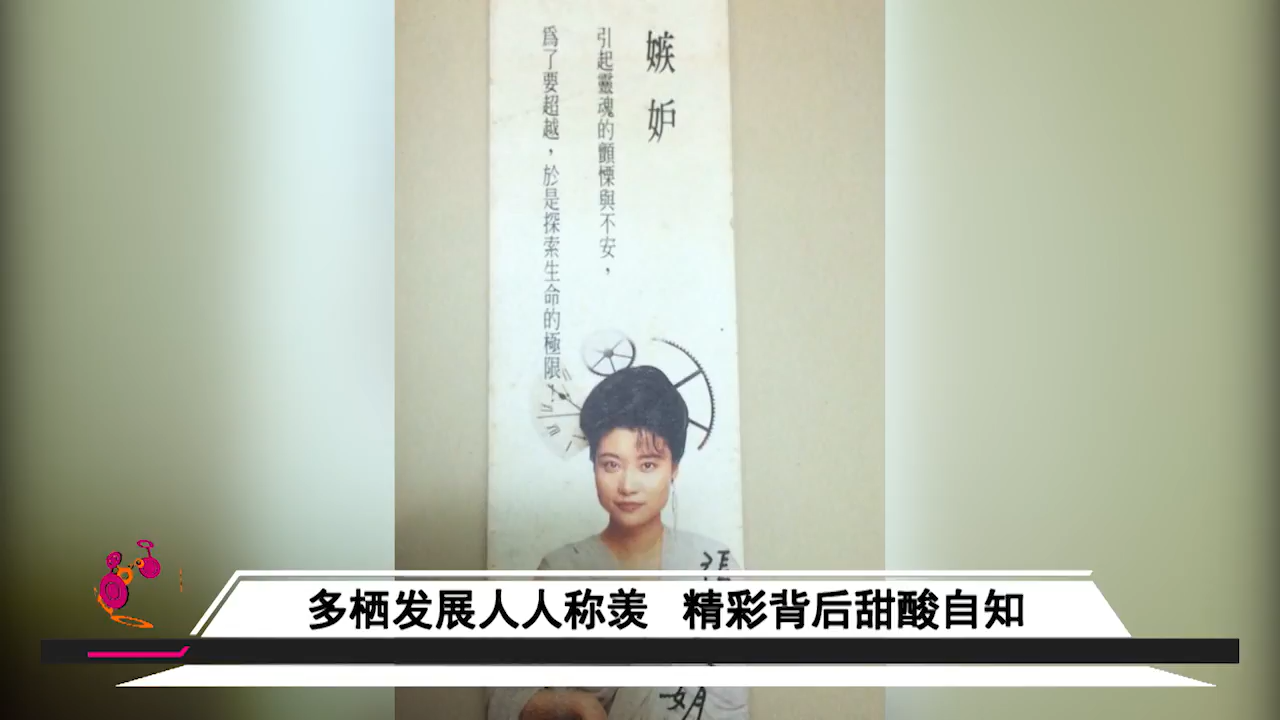 嫉妒
引起靈魂的顫慄與不安，
爲了要超越，於是探索生命的極限！
張
娟
多栖发展人人称羡 精彩背后甜酸自知